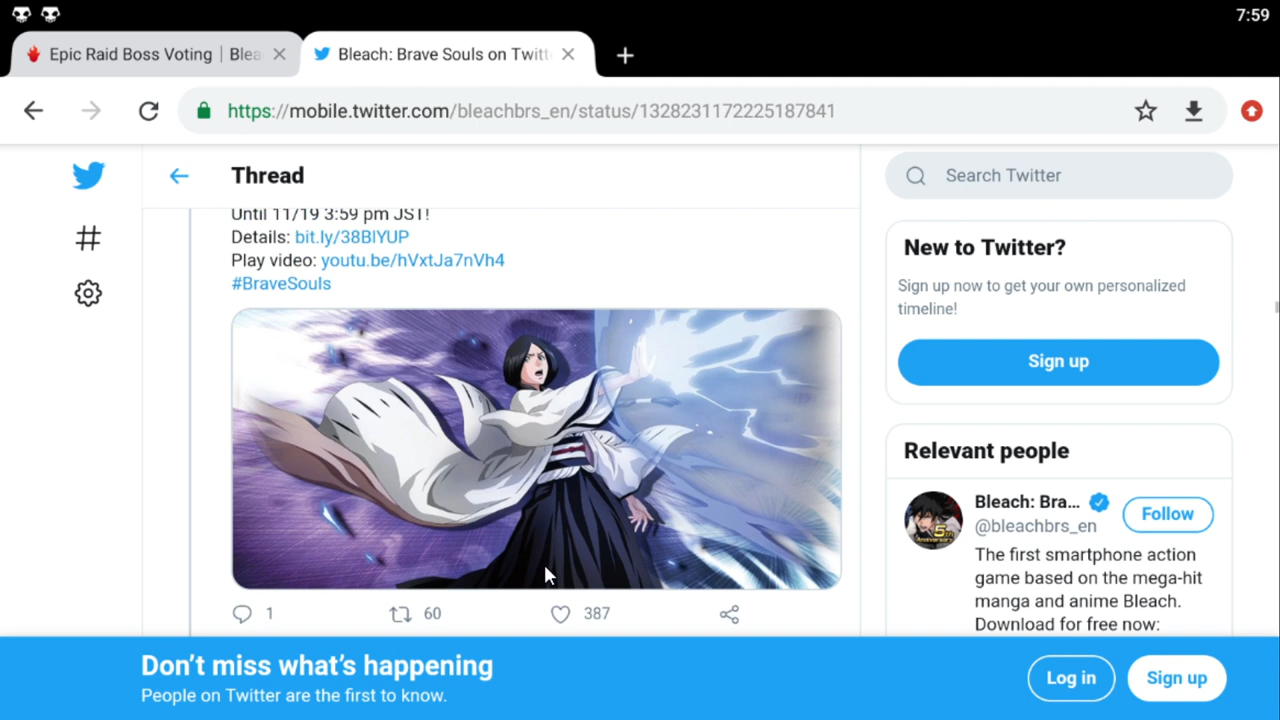 7:59
Epic Raid Boss Voting | Blea
Bleach: Brave Souls on Twitt
https://mobile.twitter.com/bleachbrs_en/status/1328231172225187841
Thread
Until 11/19 3:59 pm JST!
Details: bit.ly/38BlYUP
Play video: youtu.be/hVxtJa7nVh4
#BraveSouls
1
60
387
Search Twitter
New to Twitter?
Sign up now to get your own personalized
timeline!
Sign up
Relevant people
Bleach: Bra...
@bleachbrs_en
Follow
The first smartphone action
game based on the mega-hit
manga and anime Bleach.
Download for free now:
Don't miss what's happening
People on Twitter are the first to know.
Log in
Sign up